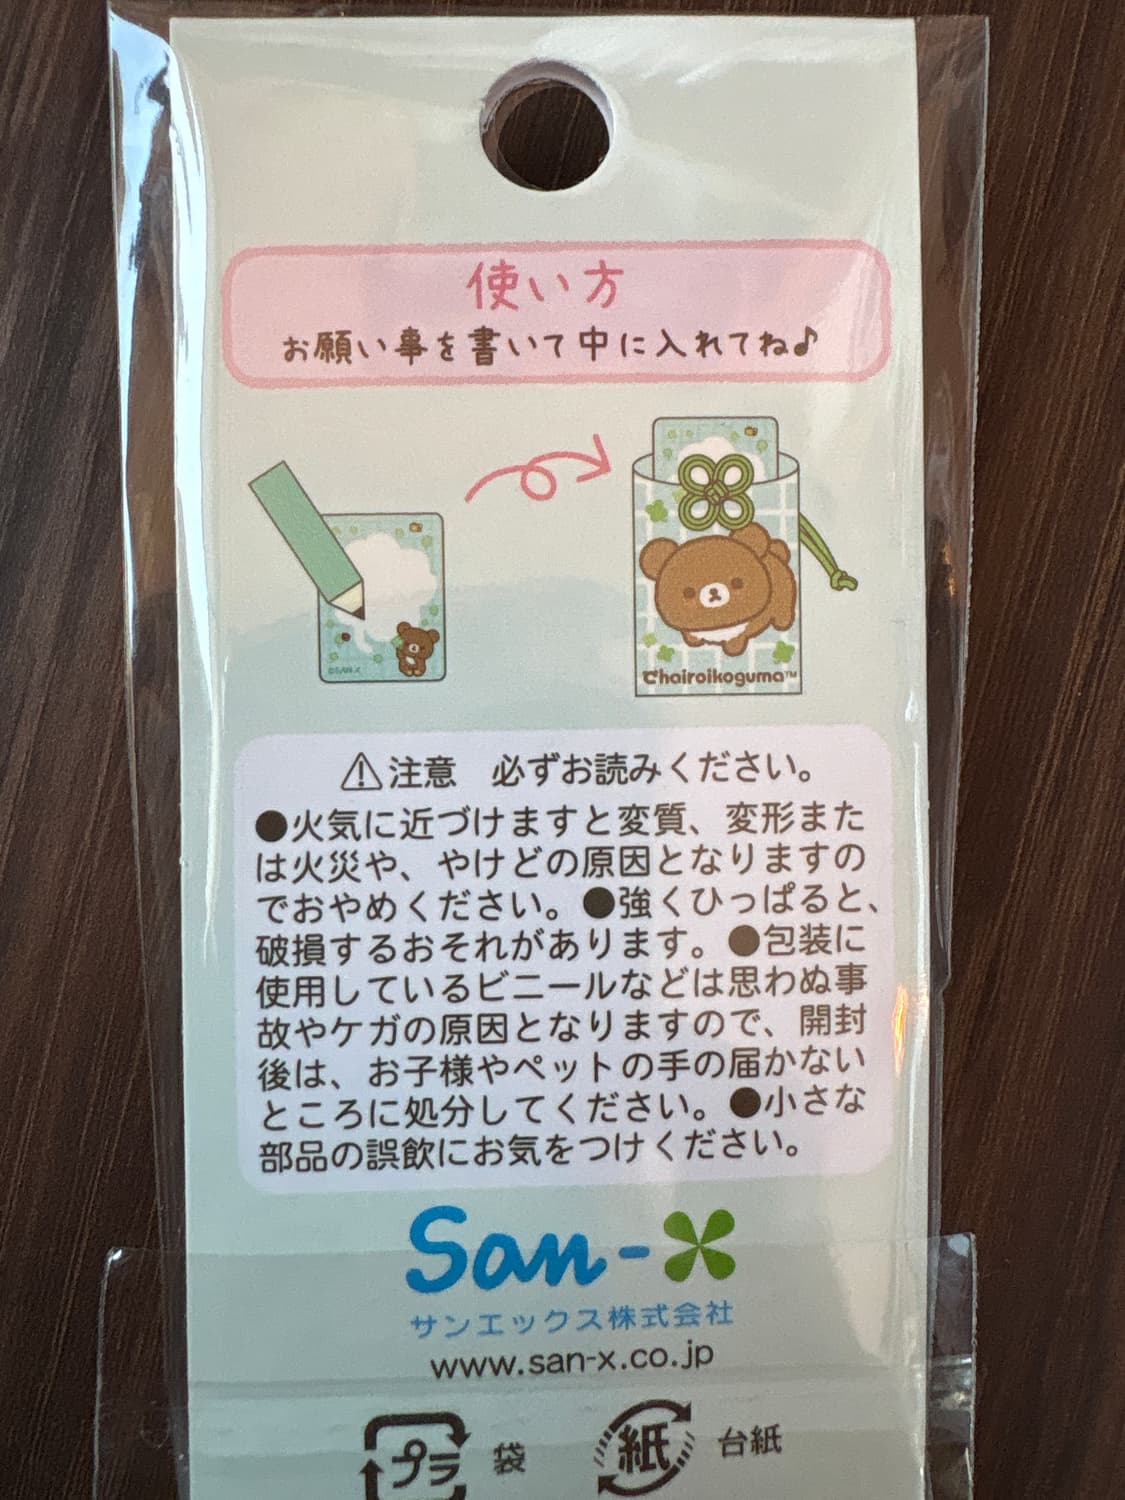 使い方
お願い事を書いて中に入れてね♪
©SAN-X
Chairoikoguma™
⚠注意　必ずお読みください。
●火気に近づけますと変質、変形また
は火災や、やけどの原因となりますの
でおやめください。●強くひっぱると、
破損するおそれがあります。●包装に
使用しているビニールなどは思わぬ事
故やケガの原因となりますので、開封
後は、お子様やペットの手の届かない
ところに処分してください。●小さな
部品の誤飲にお気をつけください。
San-X
サンエックス株式会社
www.san-x.co.jp
プラ 袋 紙 台紙